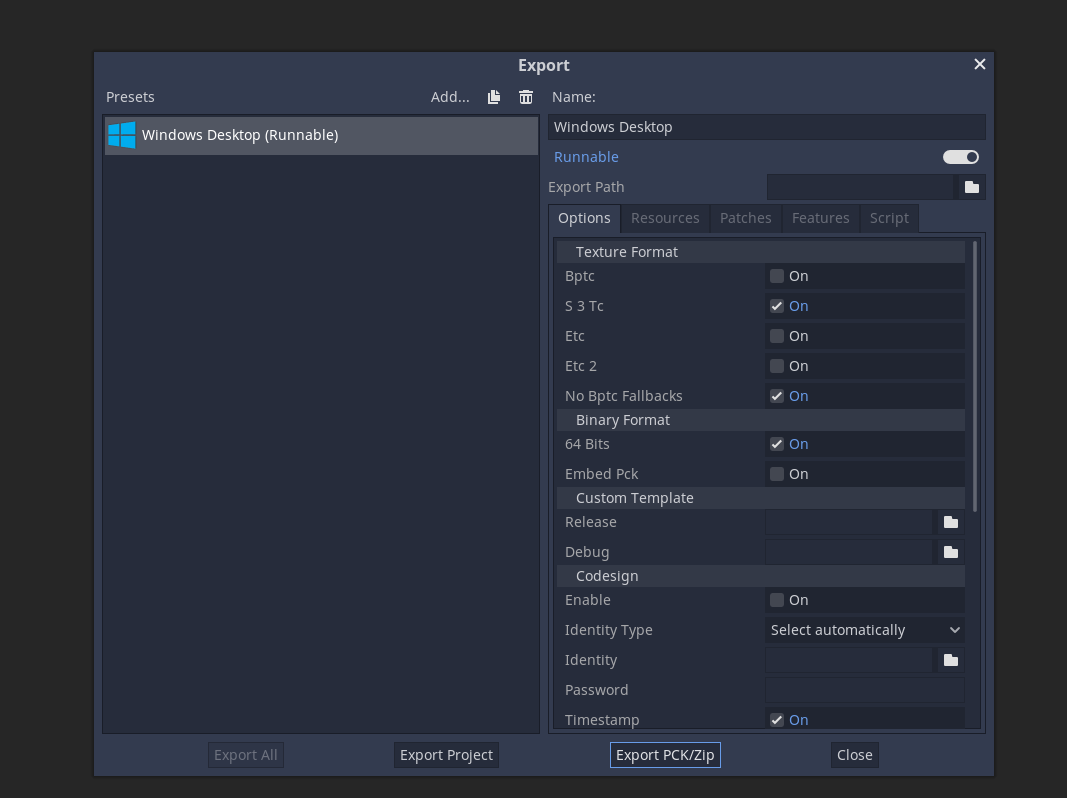 Export
Presets
Add...
Name:
Windows Desktop (Runnable)
Windows Desktop
Runnable
Export Path
Options Resources Patches Features Script
Texture Format
Bptc On
S 3 Tc On
Etc On
Etc 2 On
No Bptc Fallbacks On
Binary Format
64 Bits On
Embed Pck On
Custom Template
Release
Debug
Codesign
Enable On
Identity Type Select automatically
Identity
Password
Timestamp On
Export All Export Project Export PCK/Zip Close